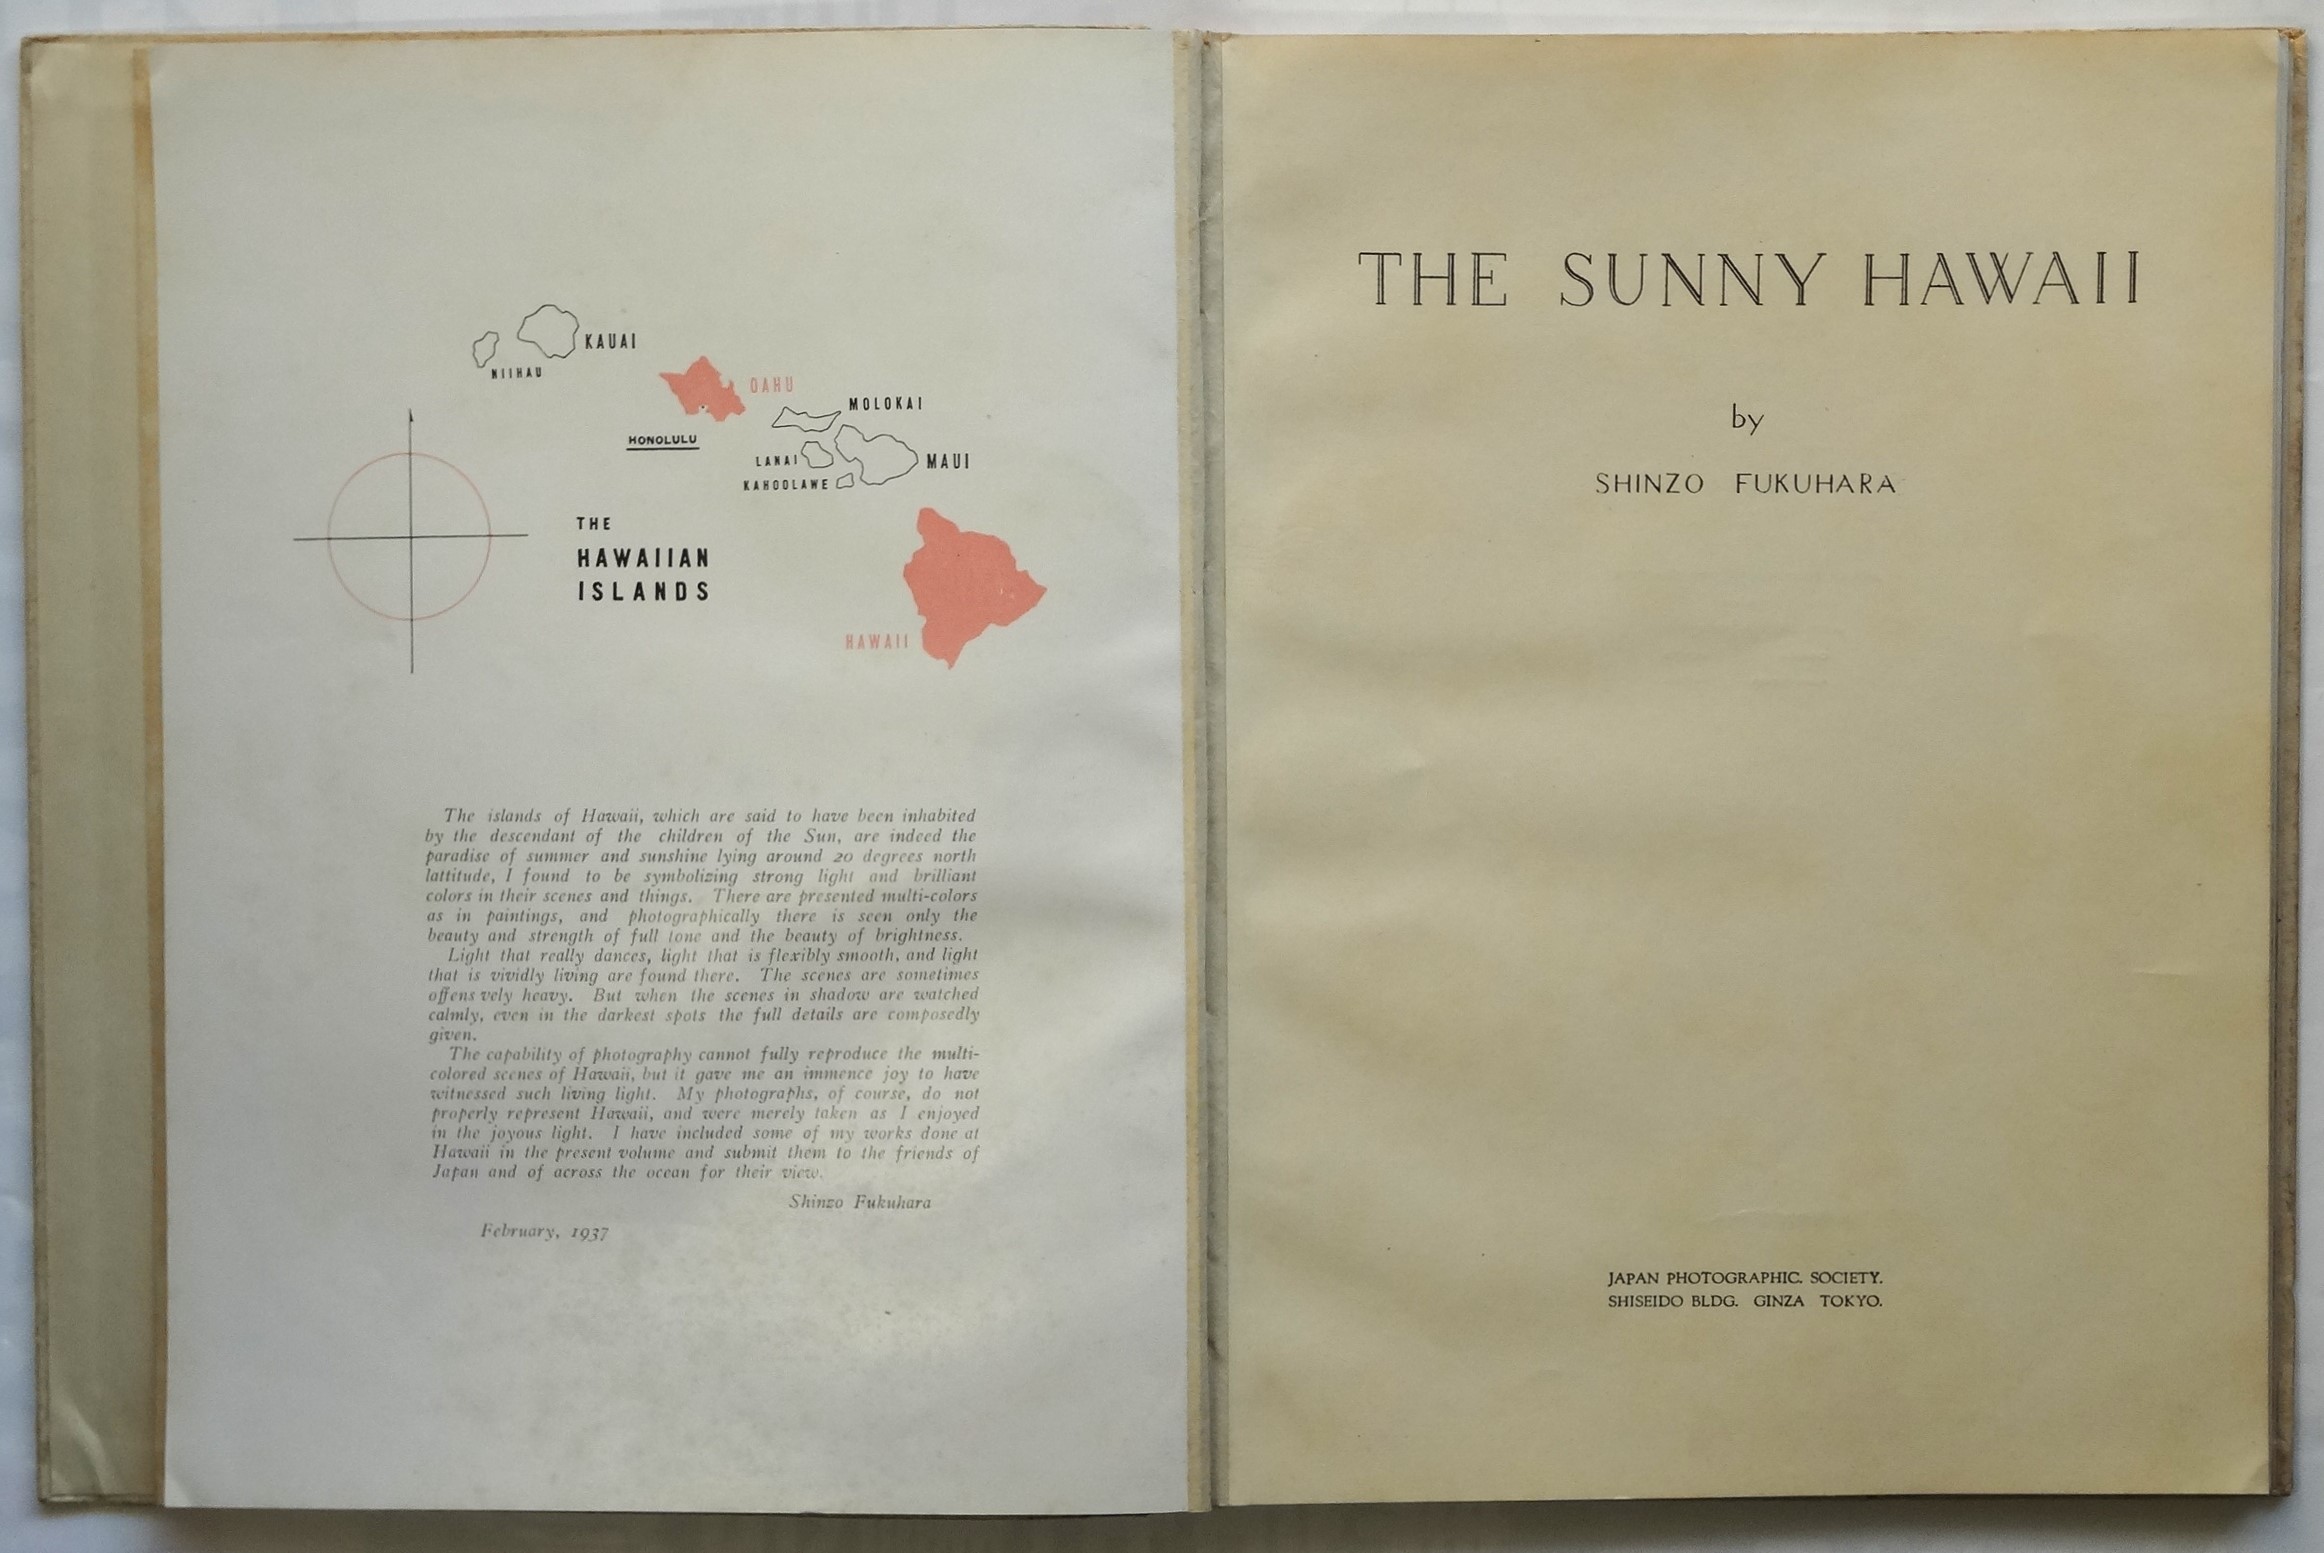 KAUAI
NIIHAU
OAHU
MOLOKAI
HONOLULU
LANAI
MAUI
KAHOOLAWE
THE
HAWAIIAN
ISLANDS
HAWAII
The islands of Hawaii, which are said to have been inhabited
by the descendant of the children of the Sun, are indeed the
paradise of summer and sunshine lying around 20 degrees north
lattitude, I found to be symbolizing strong light and brilliant
colors in their scenes and things. There are presented multi-colors
as in paintings, and photographically there is seen only the
beauty and strength of full tone and the beauty of brightness.
Light that really dances, light that is flexibly smooth, and light
that is vividly living are found there. The scenes are sometimes
offens vely heavy. But when the scenes in shadow are watched
calmly, even in the darkest spots the full details are composedly
given.
The capability of photography cannot fully reproduce the multi-
colored scenes of Hawaii, but it gave me an immence joy to have
witnessed such living light. My photographs, of course, do not
properly represent Hawaii, and were merely taken as I enjoyed
in the joyous light. I have included some of my works done at
Hawaii in the present volume and submit them to the friends of
Japan and of across the ocean for their view.
Shinzo Fukuhara
February, 1937
THE SUNNY HAWAII
by
SHINZO FUKUHARA
JAPAN PHOTOGRAPHIC. SOCIETY.
SHISEIDO BLDG. GINZA TOKYO.